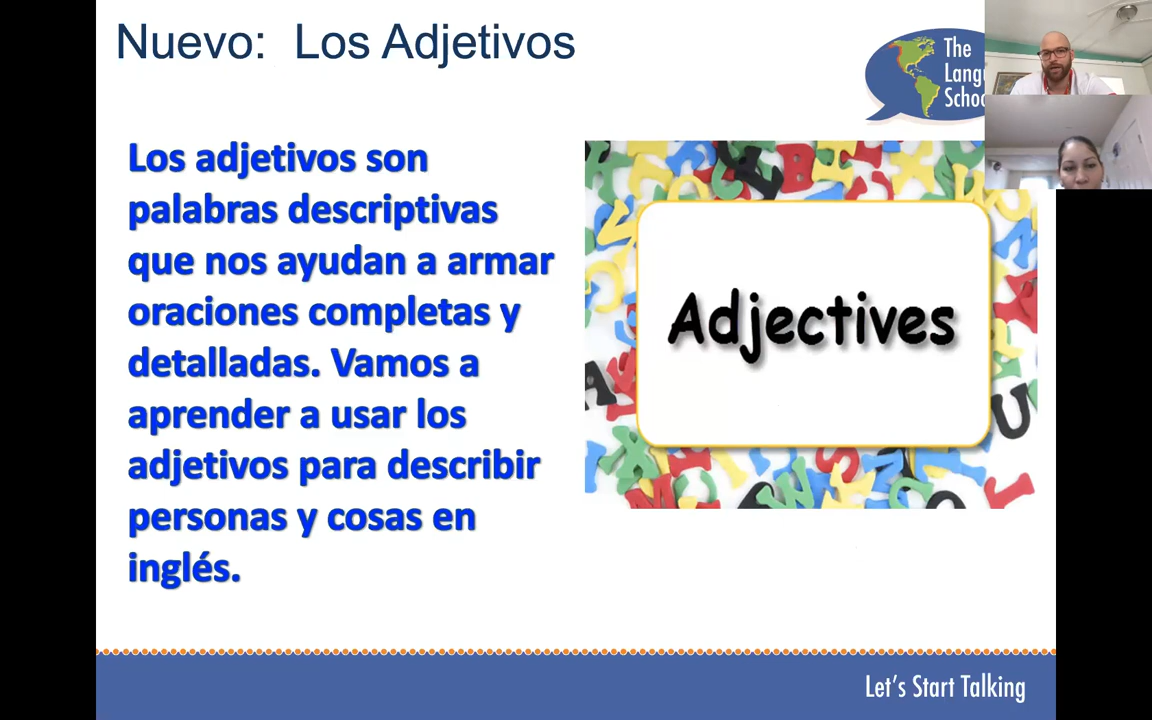 Nuevo: Los Adjetivos
The
Schoo
Los adjetivos son
palabras descriptivas
que nos ayudan a armar
oraciones completas y
detalladas. Vamos a
aprender a usar los
adjetivos para describir
personas y cosas en
inglés.
Adjectives
Let's Start Talking